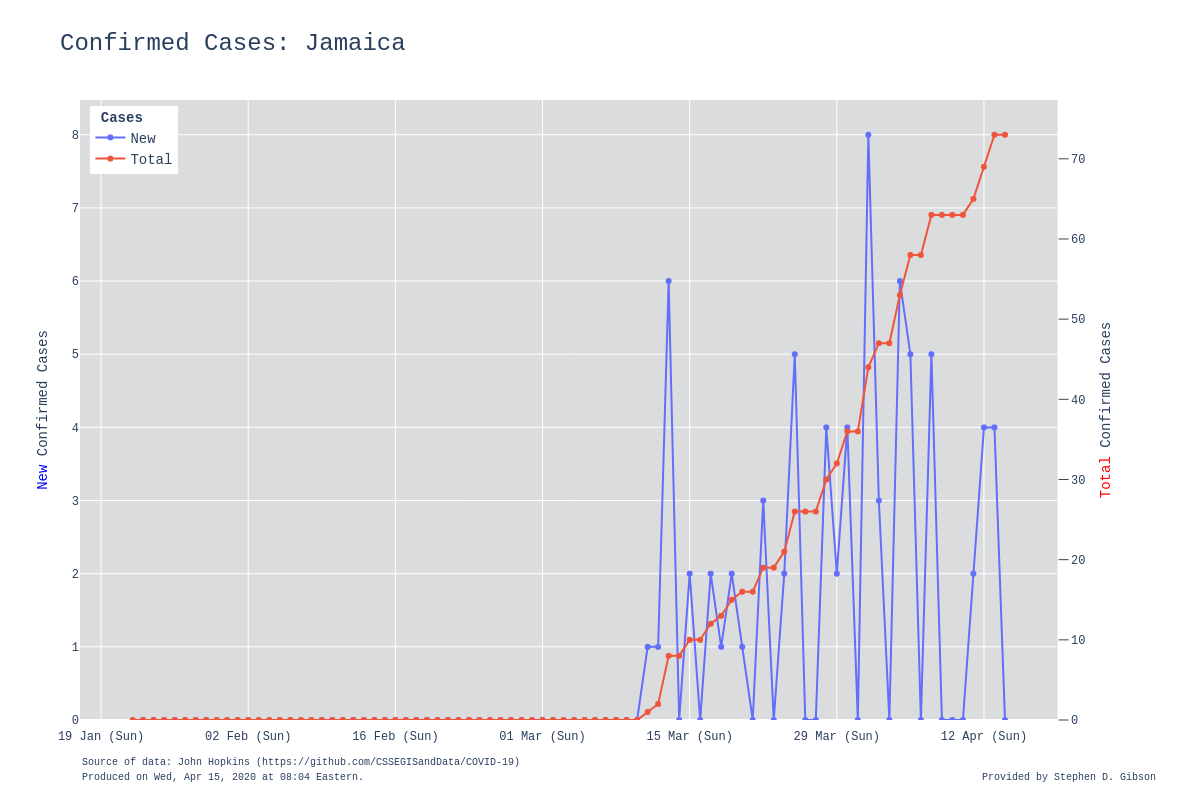 Confirmed Cases: Jamaica
Cases
New
Total
8
7
6
5
4
3
2
1
0
New Confirmed Cases
70
60
50
40
30
20
10
0
Total Confirmed Cases
19 Jan (Sun) 02 Feb (Sun) 16 Feb (Sun) 01 Mar (Sun) 15 Mar (Sun) 29 Mar (Sun) 12 Apr (Sun)
Source of data: John Hopkins (https://github.com/CSSEGISandData/COVID-19)
Produced on Wed, Apr 15, 2020 at 08:04 Eastern.
Provided by Stephen D. Gibson